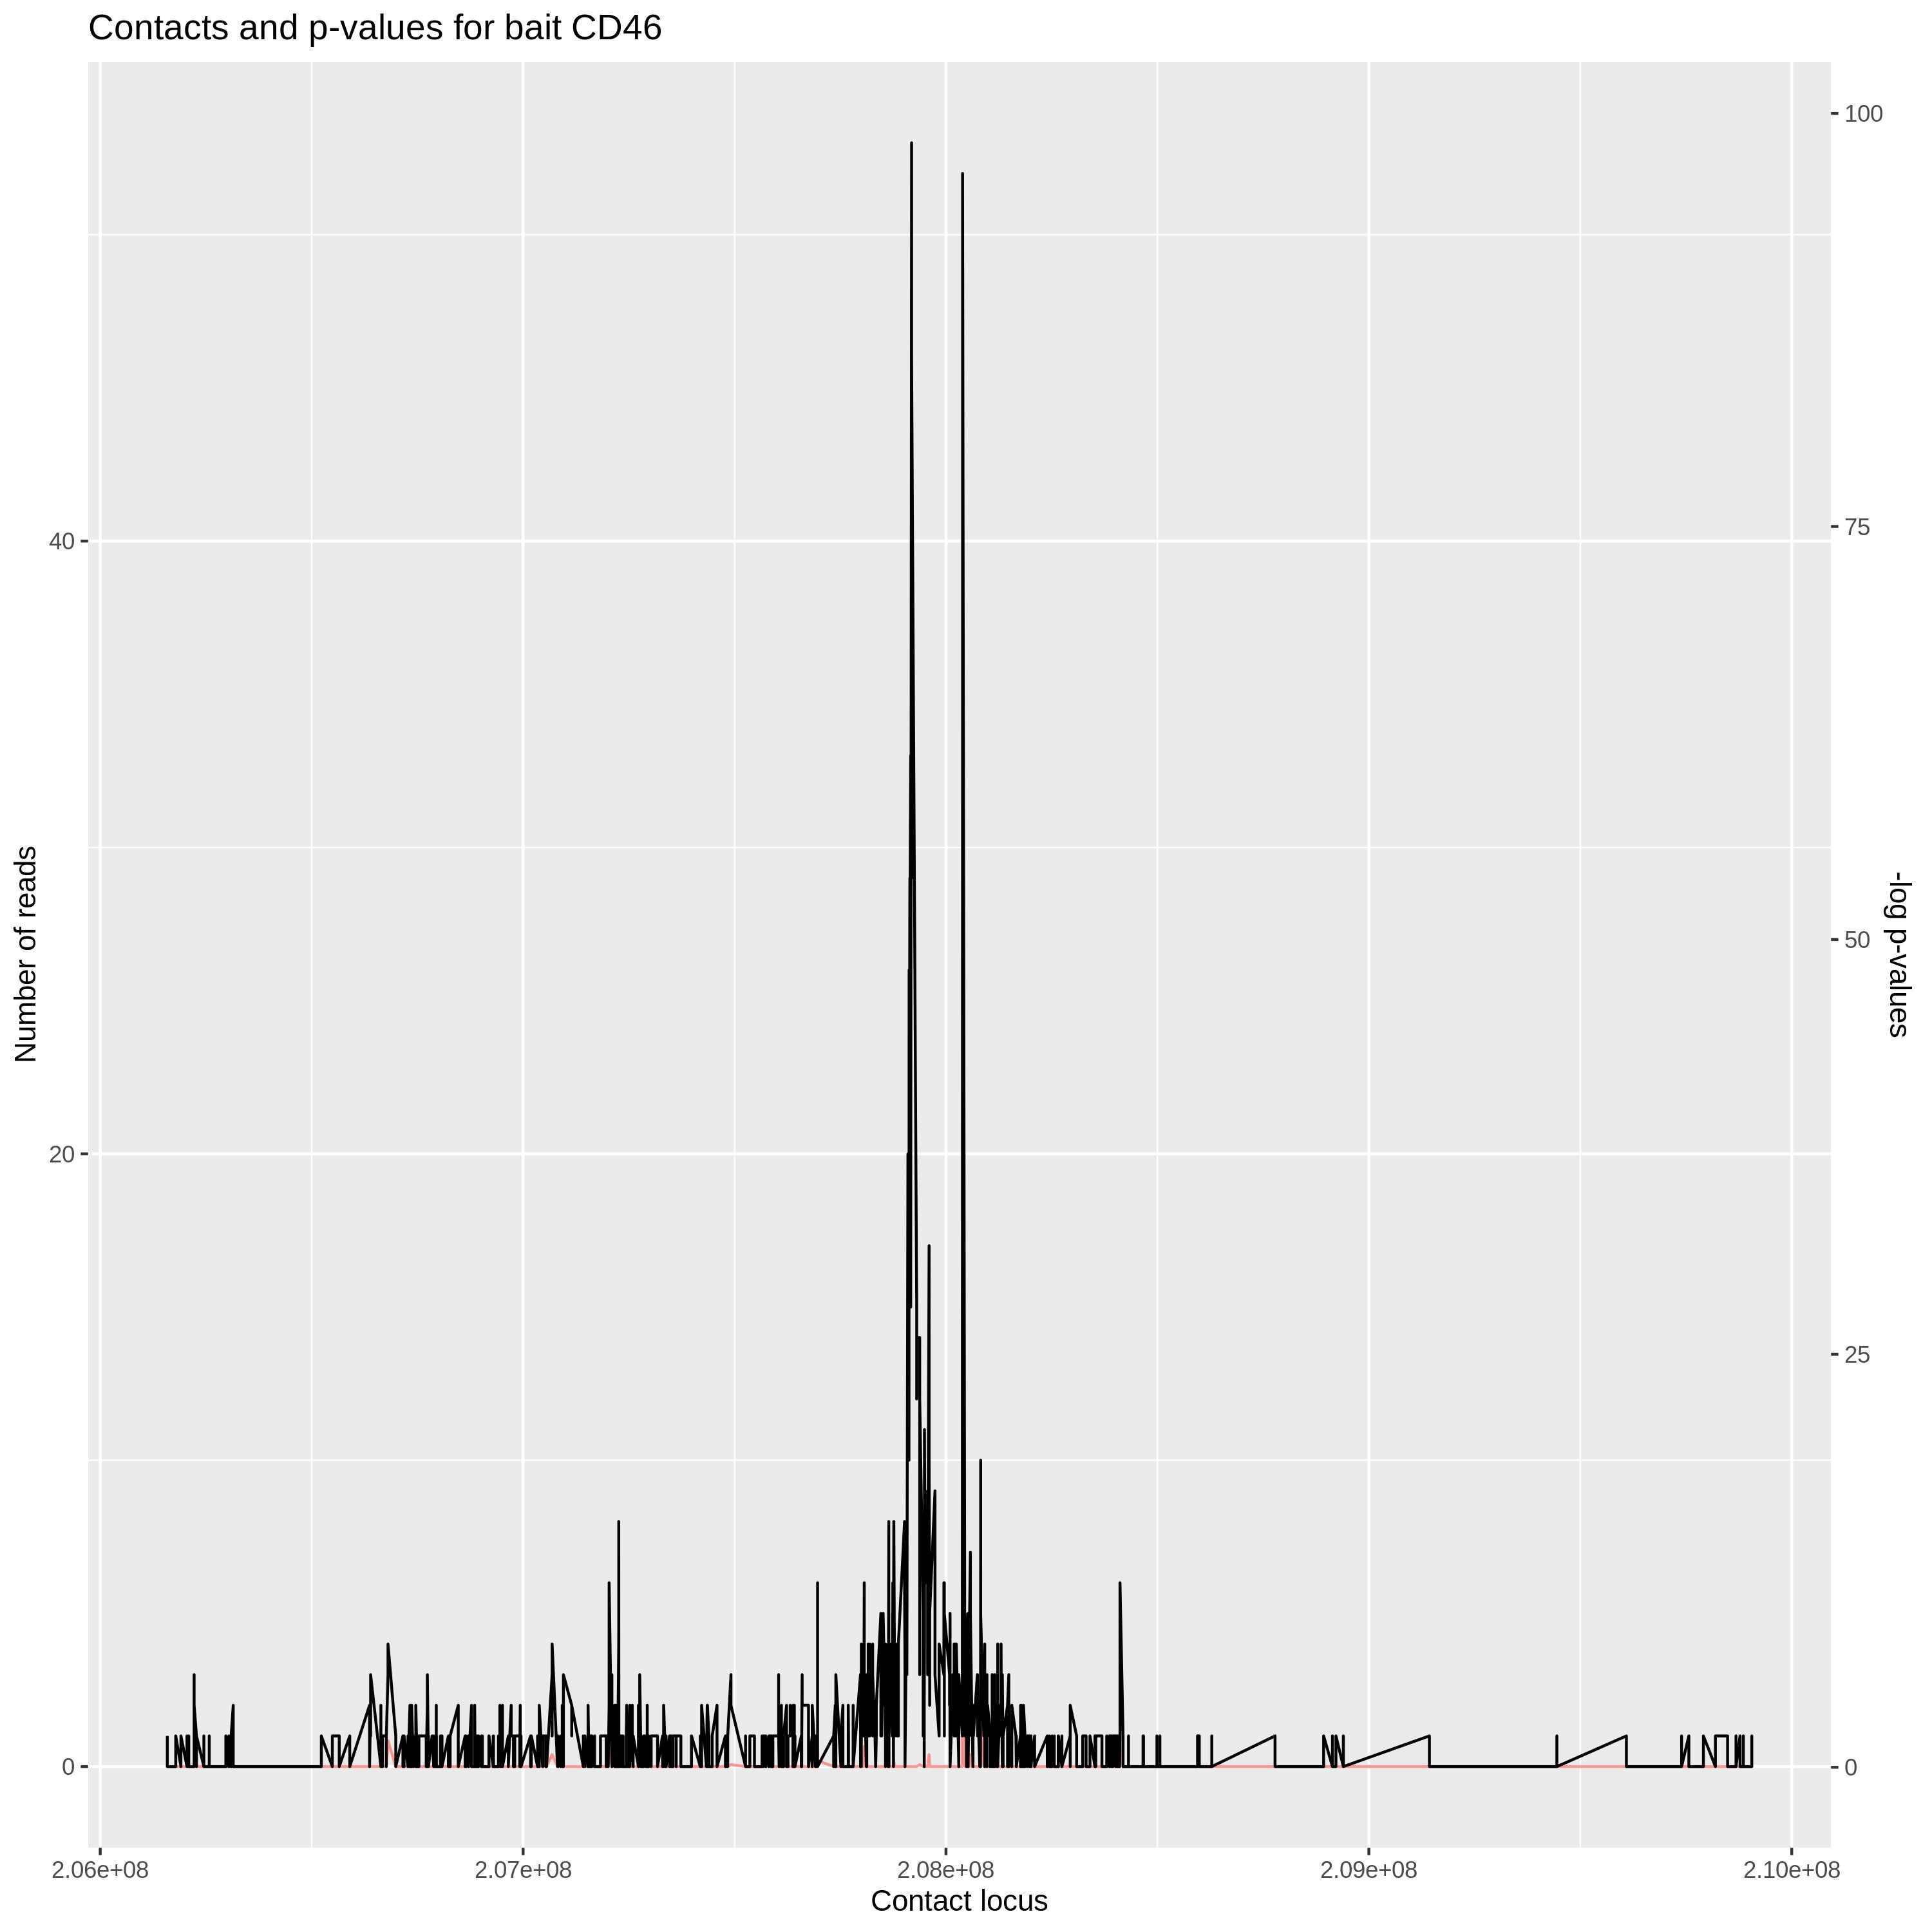 Contacts and p-values for bait CD46
100
40
75
Number of reads
-log p-values
50
20
25
0
0
2.06e+08
2.07e+08
2.08e+08
2.09e+08
2.10e+08
Contact locus